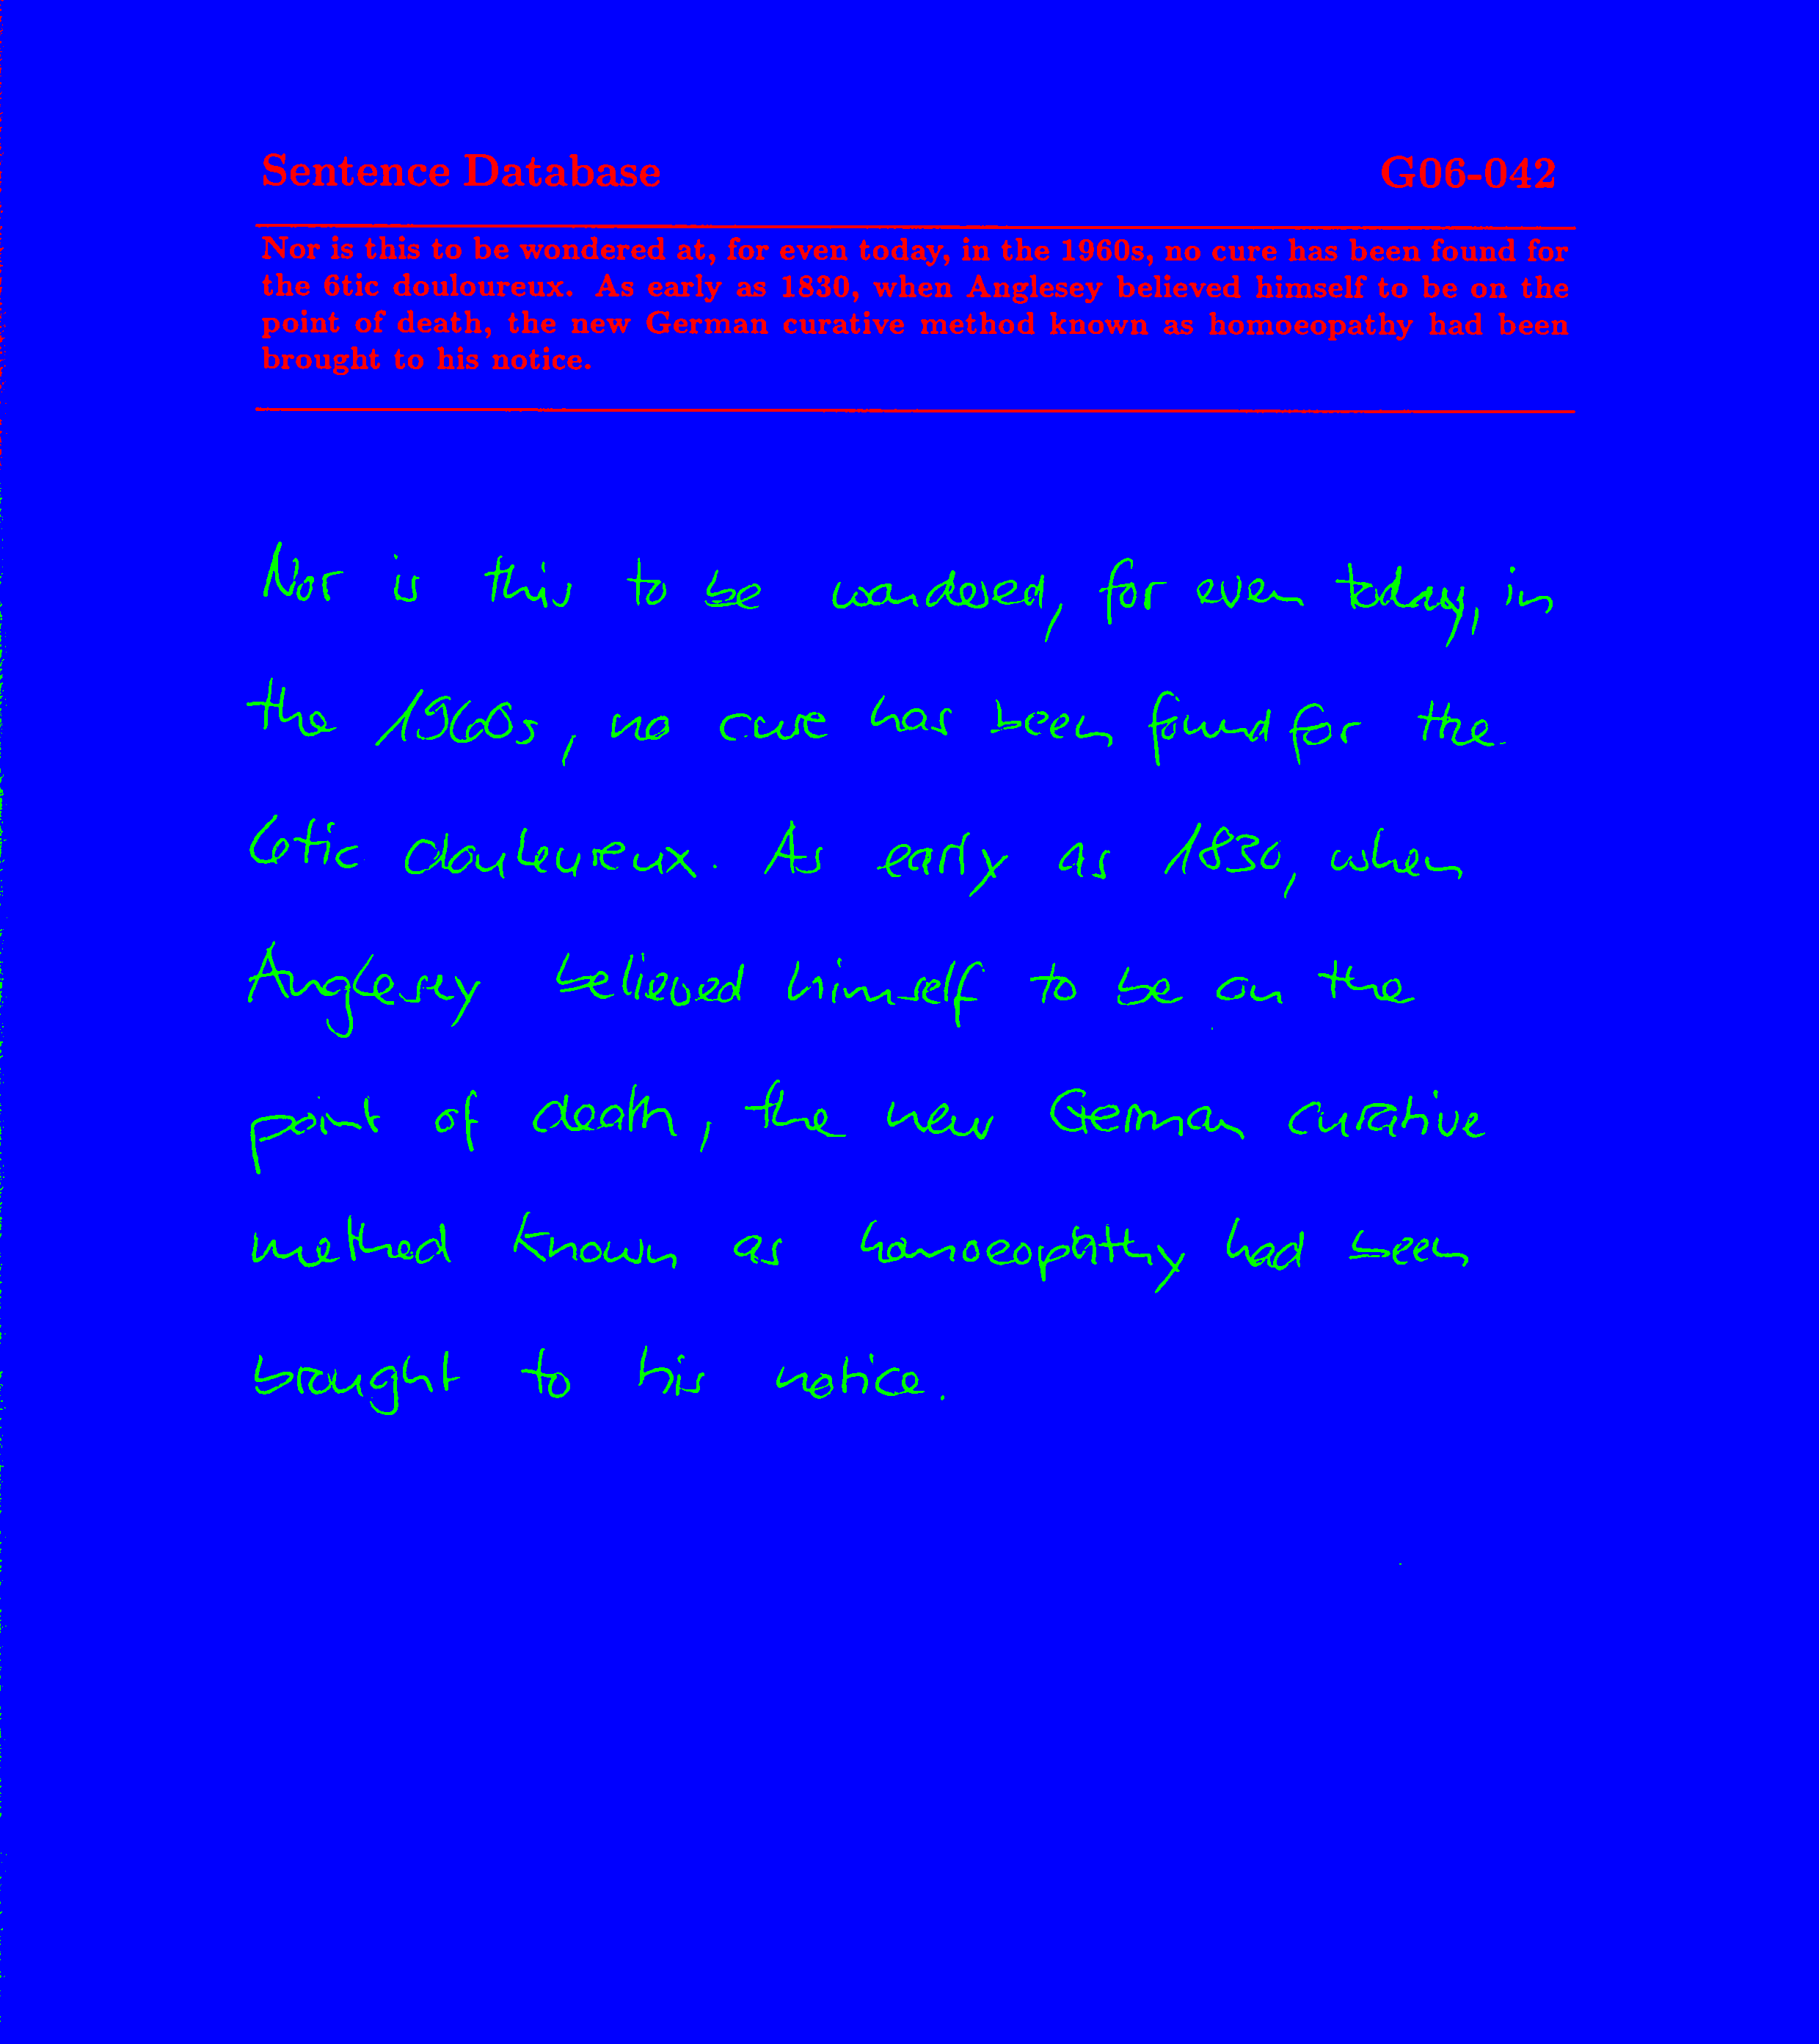 Sentence Database G06-042
Nor is this to be wondered at, for even today, in the 1960s, no cure has been found for
the 6tic douloureux. As early as 1830, when Anglesey believed himself to be on the
point of death, the new German curative method known as homoeopathy had been
brought to his notice.
Nor is this to be wondered, for even today, in
the 1960s, no cure has been found for the
6tic douleureux. As early as 1830, when
Anglesey believed himself to be on the
point of death, the new German curative
method known as homoeopathy had been
brought to his notice.